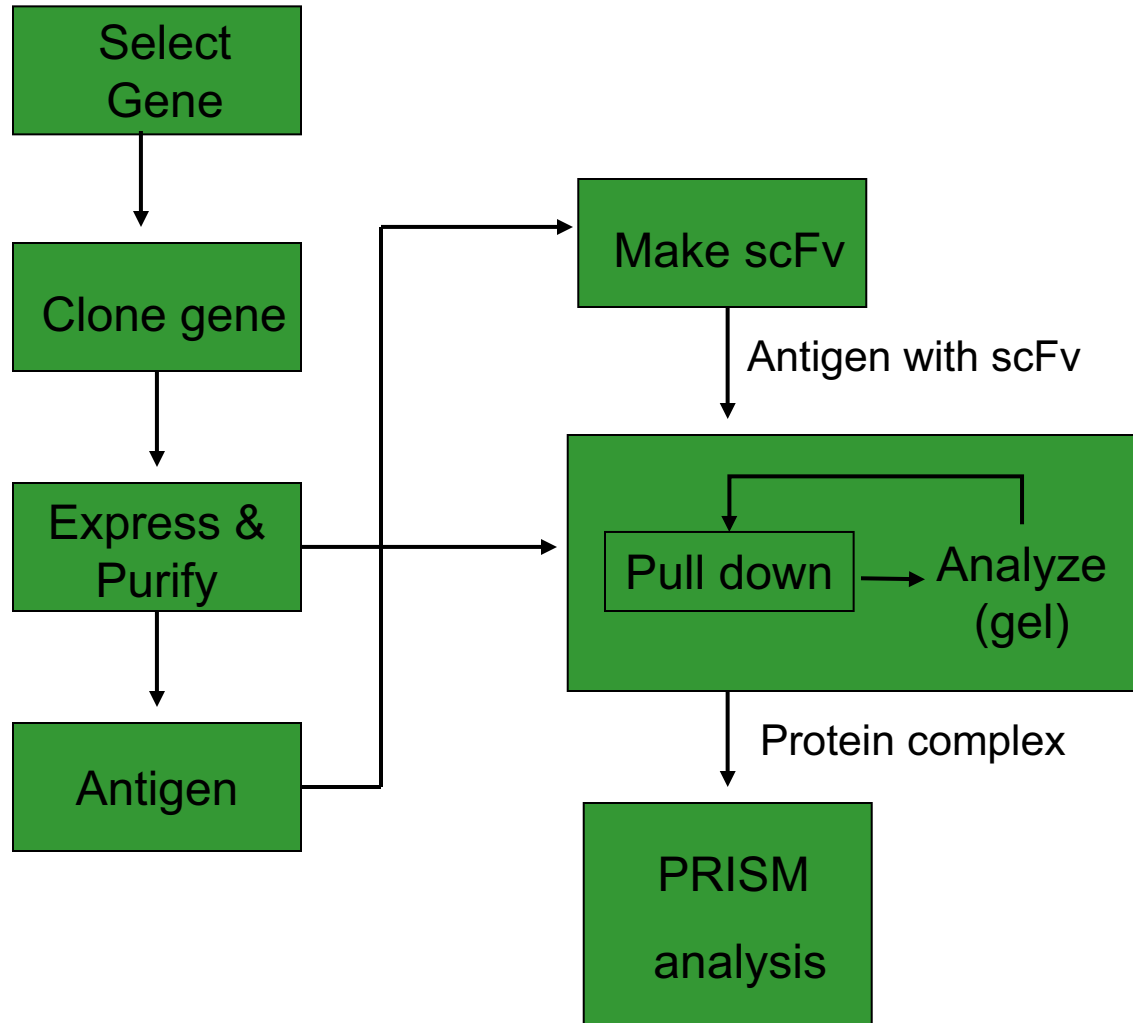 Select
Gene
Clone gene
Express &
Purify
Antigen
Make scFv
Antigen with scFv
Pull down
Analyze
(gel)
Protein complex
PRISM
analysis